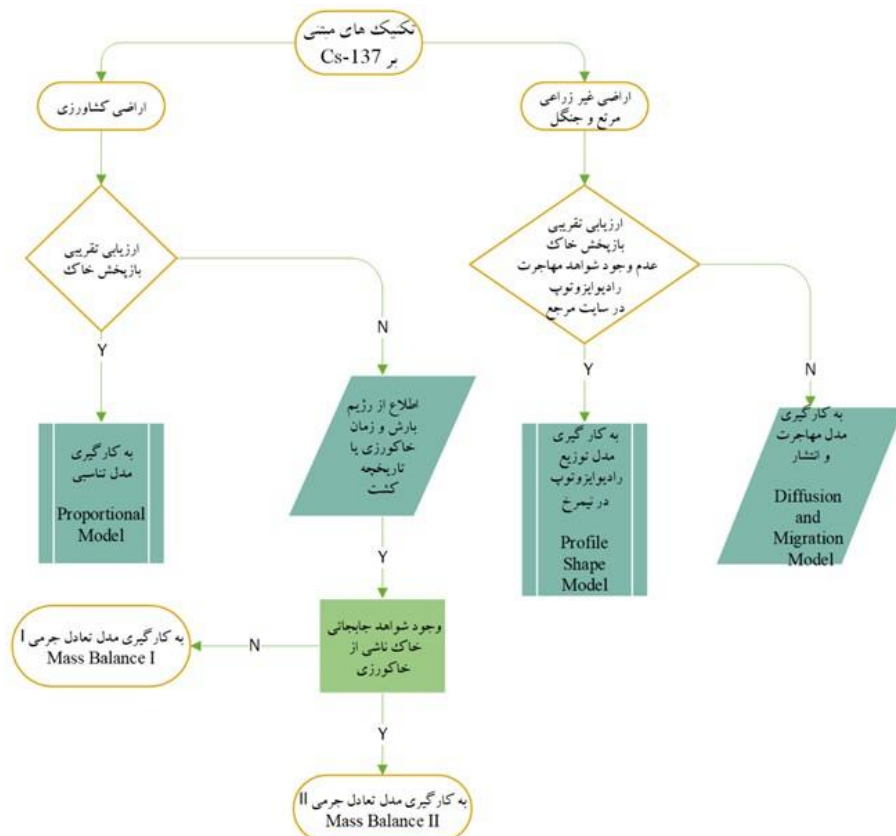 تکنیک های مبتنی
بر Cs-137
اراضی غیر زراعی
مرتع و جنگل
اراضی کشاورزی
ارزیابی تقریبی
بازپخش خاک
عدم وجود شواهد مهاجرت
رادیوایزوتوپ
در سایت مرجع
ارزیابی تقریبی
بازپخش خاک
N
N
Y
Y
به کارگیری
مدل مهاجرت
و انتشار
Diffusion
and
Migration
Model
به کار گیری
مدل توزیع
رادیوایزوتوپ
در نیمرخ
Profile
Shape
Model
اطلاع از رژیم
بارش و زمان
خاکورزی یا
تاریخچه
کشت
به کارگیری
مدل تناسبی
Proportional
Model
Y
وجود شواهد جابجائی
خاک ناشی از
خاکورزی
N
به کارگیری مدل تعادل جرمی I
Mass Balance I
Y
به کارگیری مدل تعادل جرمی II
Mass Balance II